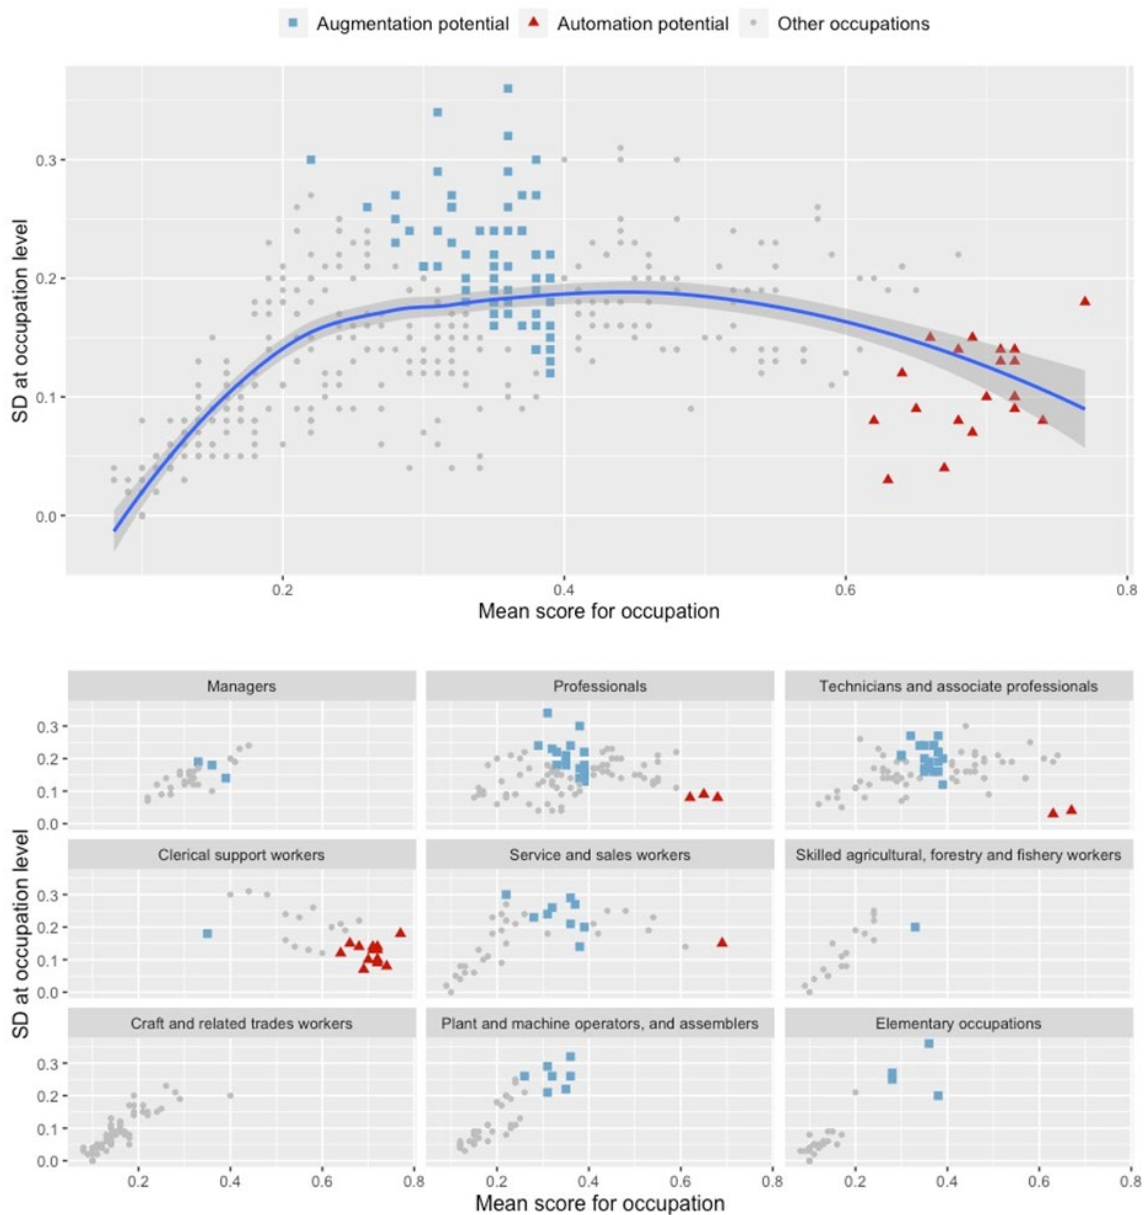 Augmentation potential Automation potential Other occupations
0.3
0.2
0.1
0.0
SD at occupation level
0.2 0.4 0.6 0.8
Mean score for occupation
Managers Professionals Technicians and associate professionals
0.3
0.2
0.1
0.0
Clerical support workers Service and sales workers Skilled agricultural, forestry and fishery workers
0.3
0.2
0.1
0.0
SD at occupation level
Craft and related trades workers Plant and machine operators, and assemblers Elementary occupations
0.3
0.2
0.1
0.0
0.2 0.4 0.6 0.8 0.2 0.4 0.6 0.8 0.2 0.4 0.6 0.8
Mean score for occupation